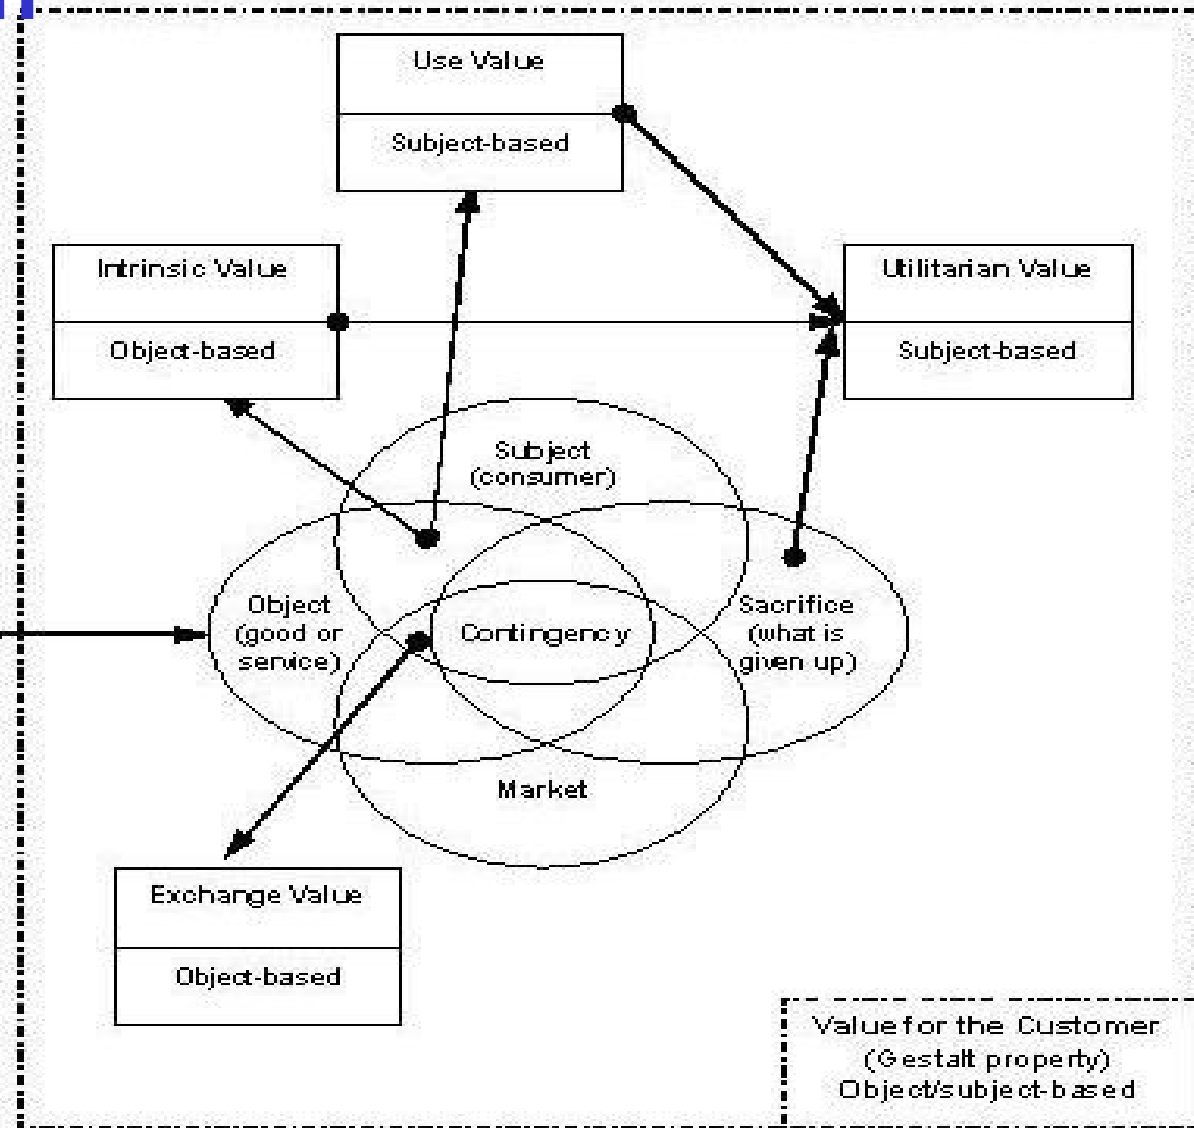 Use Value
Subject-based
Intrinsic Value
Object-based
Utilitarian Value
Subject-based
Subject
(consumer)
Object
(good or
service)
Contingency
Sacrifice
(what is
given up)
Market
Exchange Value
Object-based
Value for the Customer
(Gestalt property)
Object/subject-based